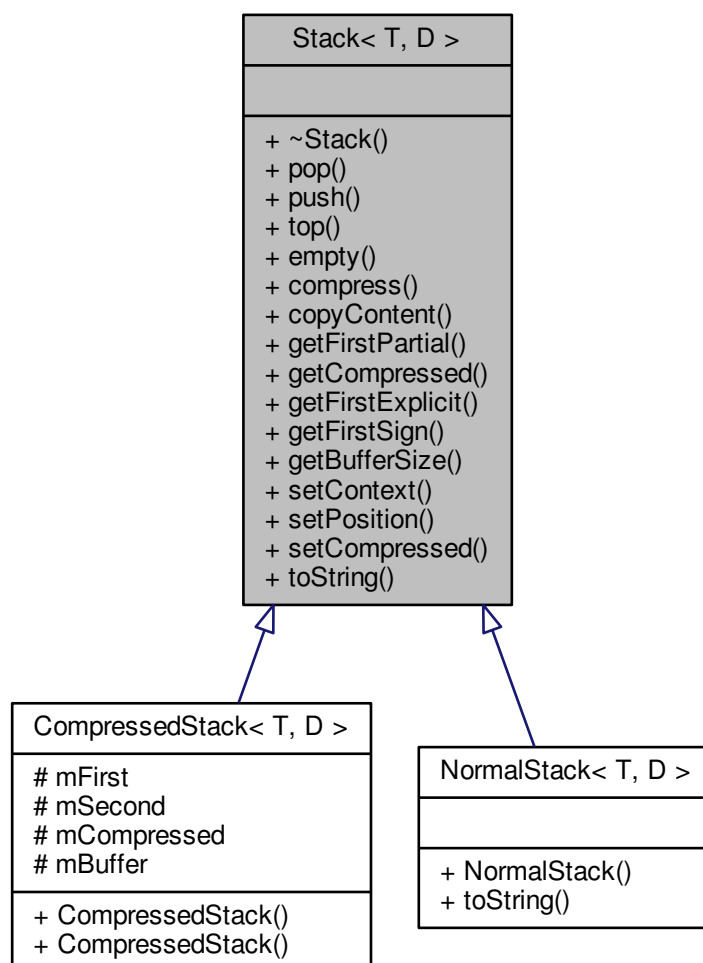 Stack< T, D >
+ ~Stack()
+ pop()
+ push()
+ top()
+ empty()
+ compress()
+ copyContent()
+ getFirstPartial()
+ getCompressed()
+ getFirstExplicit()
+ getFirstSign()
+ getBufferSize()
+ setContext()
+ setPosition()
+ setCompressed()
+ toString()
CompressedStack< T, D >
# mFirst
# mSecond
# mCompressed
# mBuffer
+ CompressedStack()
+ CompressedStack()
NormalStack< T, D >
+ NormalStack()
+ toString()